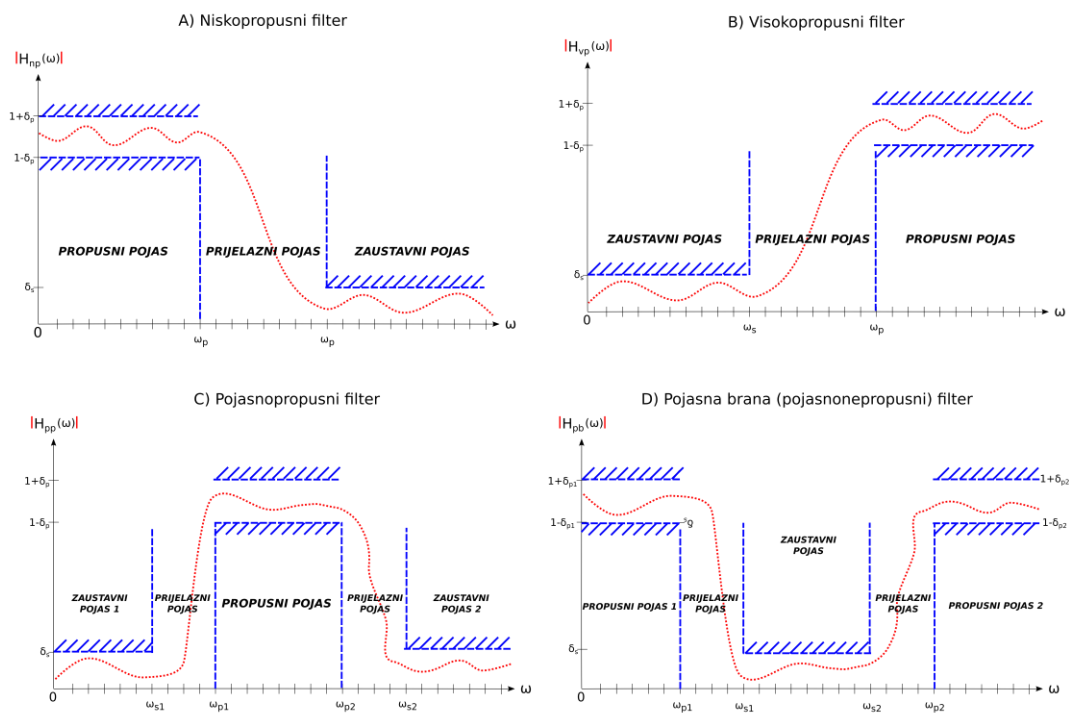 A) Niskopropusni filter
|Hnp(ω)|
1+δp
1-δp
PROPUSNI POJAS
PRIJELAZNI POJAS
ZAUSTAVNI POJAS
δs
0
ωp
ωp
ω
B) Visokopropusni filter
|Hvp(ω)|
1+δp
1-δp
ZAUSTAVNI POJAS
PRIJELAZNI POJAS
PROPUSNI POJAS
δs
0
ωs
ωp
ω
C) Pojasnopropusni filter
|Hpp(ω)|
1+δp
1-δp
ZAUSTAVNI
POJAS 1
PRIJELAZNI
POJAS
PROPUSNI POJAS
PRIJELAZNI
POJAS
ZAUSTAVNI
POJAS 2
δs
0
ωs1
ωp1
ωp2
ωs2
ω
D) Pojasna brana (pojasnonepropusni) filter
|Hpb(ω)|
1+δp1
1+δp2
1-δp1
1-δp2
ZAUSTAVNI
POJAS
PROPUSNI POJAS 1
PRIJELAZNI
POJAS
PRIJELAZNI
POJAS
PROPUSNI POJAS 2
δs
0
ωp1
ωs1
ωs2
ωp2
ω